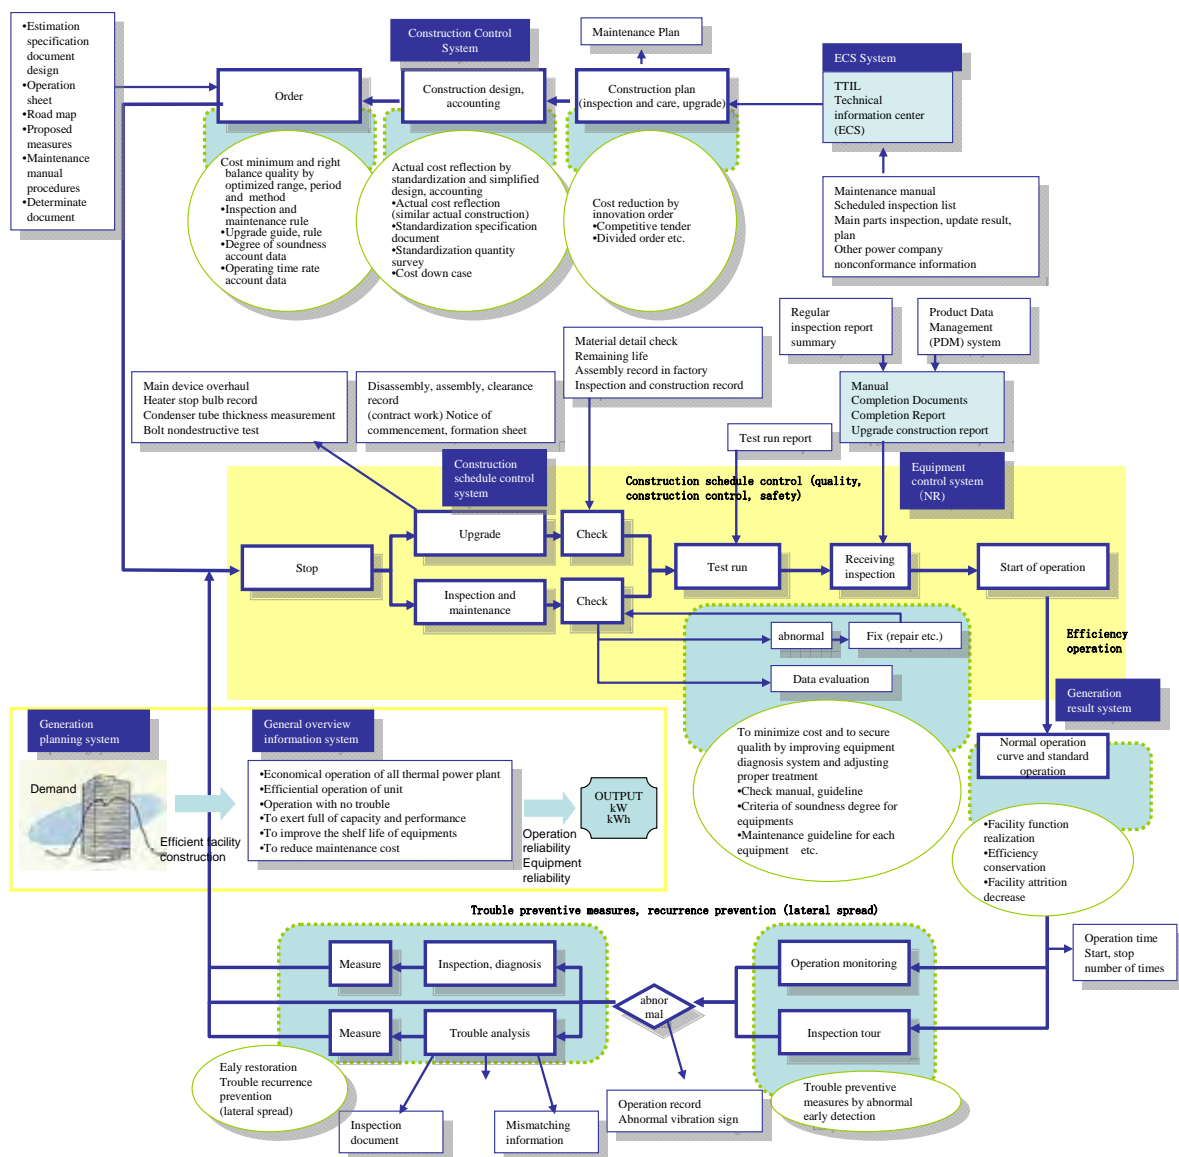 •Estimation
specification
document
design
•Operation
sheet
•Road map
•Proposed
measures
•Maintenance
manual
procedures
•Determinate
document
Construction Control
System
Maintenance Plan
ECS System
TTIL
Technical
information center
(ECS)
Order
Construction design,
accounting
Construction plan
(inspection and care, upgrade)
Cost minimum and right
balance quality by
optimized range, period
and method
•Inspection and
maintenance rule
•Upgrade guide, rule
•Degree of soundness
account data
•Operating time rate
account data
Actual cost reflection by
standardization and simplified
design, accounting
•Actual cost reflection
(similar actual construction)
•Standardization specification
document
•Standardization quantity
survey
•Cost down case
Cost reduction by
innovation order
•Competitive tender
•Divided order etc.
Maintenance manual
Scheduled inspection list
Main parts inspection, update result,
plan
Other power company
nonconformance information
Regular
inspection report
summary
Product Data
Management
(PDM) system
Material detail check
Remaining life
Assembly record in factory
Inspection and construction record
Main device overhaul
Heater stop bulb record
Condenser tube thickness measurement
Bolt nondestructive test
Disassembly, assembly, clearance
record
(contract work) Notice of
commencement, formation sheet
Manual
Completion Documents
Completion Report
Upgrade construction report
Test run report
Construction
schedule control
system
Construction schedule control (quality,
construction control, safety)
Equipment
control system
(NR)
Upgrade
Check
Stop
Test run
Receiving
inspection
Start of operation
Inspection and
maintenance
Check
abnormal
Fix (repair etc.)
Data evaluation
Efficiency
operation
Generation
result system
Generation
planning system
General overview
information system
To minimize cost and to secure
qualith by improving equipment
diagnosis system and adjusting
proper treatment
•Check manual, guideline
•Criteria of soundness degree for
equipments
•Maintenance guideline for each
equipment etc.
Normal operation
curve and standard
operation
Demand
Efficient facility
construction
•Economical operation of all thermal power plant
•Efficiential operation of unit
•Operation with no trouble
•To exert full of capacity and performance
•To improve the shelf life of equipments
•To reduce maintenance cost
OUTPUT
kW
kWh
Operation
reliability
Equipment
reliability
•Facility function
realization
•Efficiency
conservation
•Facility attrition
decrease
Trouble preventive measures, recurrence prevention (lateral spread)
Operation time
Start, stop
number of times
Measure
Inspection, diagnosis
Operation monitoring
abnor
mal
Measure
Trouble analysis
Inspection tour
Ealy restoration
Trouble recurrence
prevention
(lateral spread)
Trouble preventive
measures by abnormal
early detection
Inspection
document
Mismatching
information
Operation record
Abnormal vibration sign